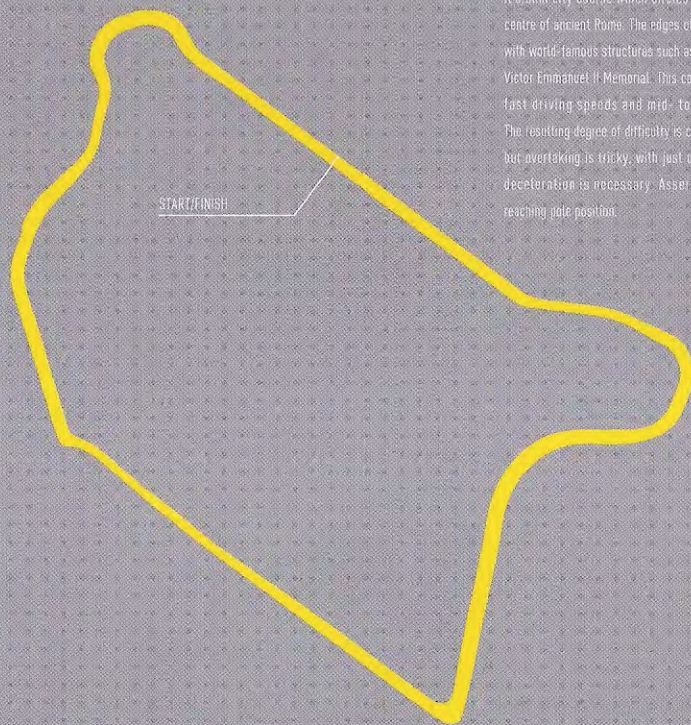 centre of ancient Rome. The edges
with world-famous structures such as
Victor Emmanuel II Memorial. This
fast driving speeds and mid- to
The resulting degree of difficulty is
but overtaking is tricky, with just
deceleration is necessary.
reaching pole position.
START/FINISH